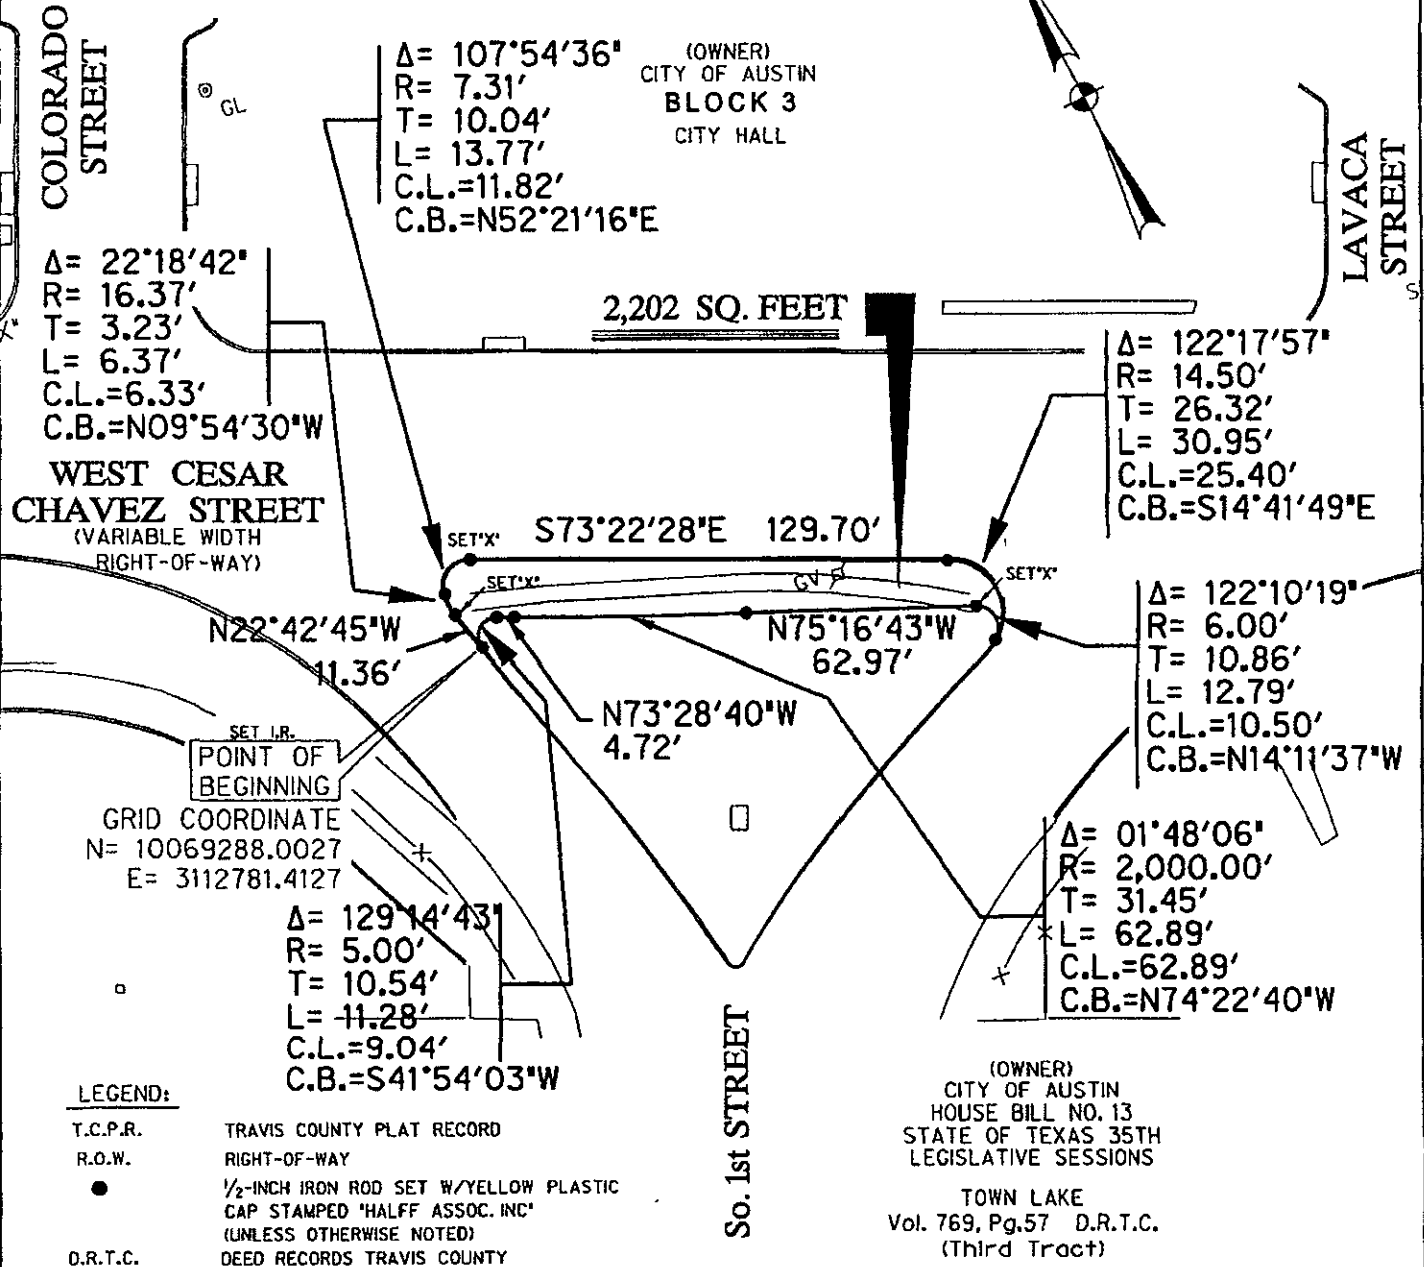 COLORADO
STREET
GL
Δ= 107°54'36"
R= 7.31'
T= 10.04'
L= 13.77'
C.L.=11.82'
C.B.=N52°21'16"E
(OWNER)
CITY OF AUSTIN
BLOCK 3
CITY HALL
LAVACA
STREET
S
Δ= 22°18'42"
R= 16.37'
T= 3.23'
L= 6.37'
C.L.=6.33'
C.B.=N09°54'30"W
2,202 SQ. FEET
Δ= 122°17'57"
R= 14.50'
T= 26.32'
L= 30.95'
C.L.=25.40'
C.B.=S14°41'49"E
WEST CESAR
CHAVEZ STREET
(VARIABLE WIDTH
RIGHT-OF-WAY)
SET"X"
S73°22'28"E 129.70'
SET"X"
GV
SET"X"
N22°42'45"W
11.36'
N75°16'43"W
62.97'
Δ= 122°10'19"
R= 6.00'
T= 10.86'
L= 12.79'
C.L.=10.50'
C.B.=N14°11'37"W
N73°28'40"W
4.72'
SET I.R.
POINT OF
BEGINNING
GRID COORDINATE
N= 10069288.0027
E= 3112781.4127
Δ= 01°48'06"
R= 2,000.00'
T= 31.45'
L= 62.89'
C.L.=62.89'
C.B.=N74°22'40"W
Δ= 129°14'43"
R= 5.00'
T= 10.54'
L= 11.28'
C.L.=9.04'
C.B.=S41°54'03"W
So. 1st STREET
(OWNER)
CITY OF AUSTIN
HOUSE BILL NO. 13
STATE OF TEXAS 35TH
LEGISLATIVE SESSIONS
TOWN LAKE
Vol. 769, Pg.57 D.R.T.C.
(Third Tract)
LEGEND:
T.C.P.R. TRAVIS COUNTY PLAT RECORD
R.O.W. RIGHT-OF-WAY
1/2-INCH IRON ROD SET W/YELLOW PLASTIC
CAP STAMPED "HALFF ASSOC. INC"
(UNLESS OTHERWISE NOTED)
D.R.T.C. DEED RECORDS TRAVIS COUNTY